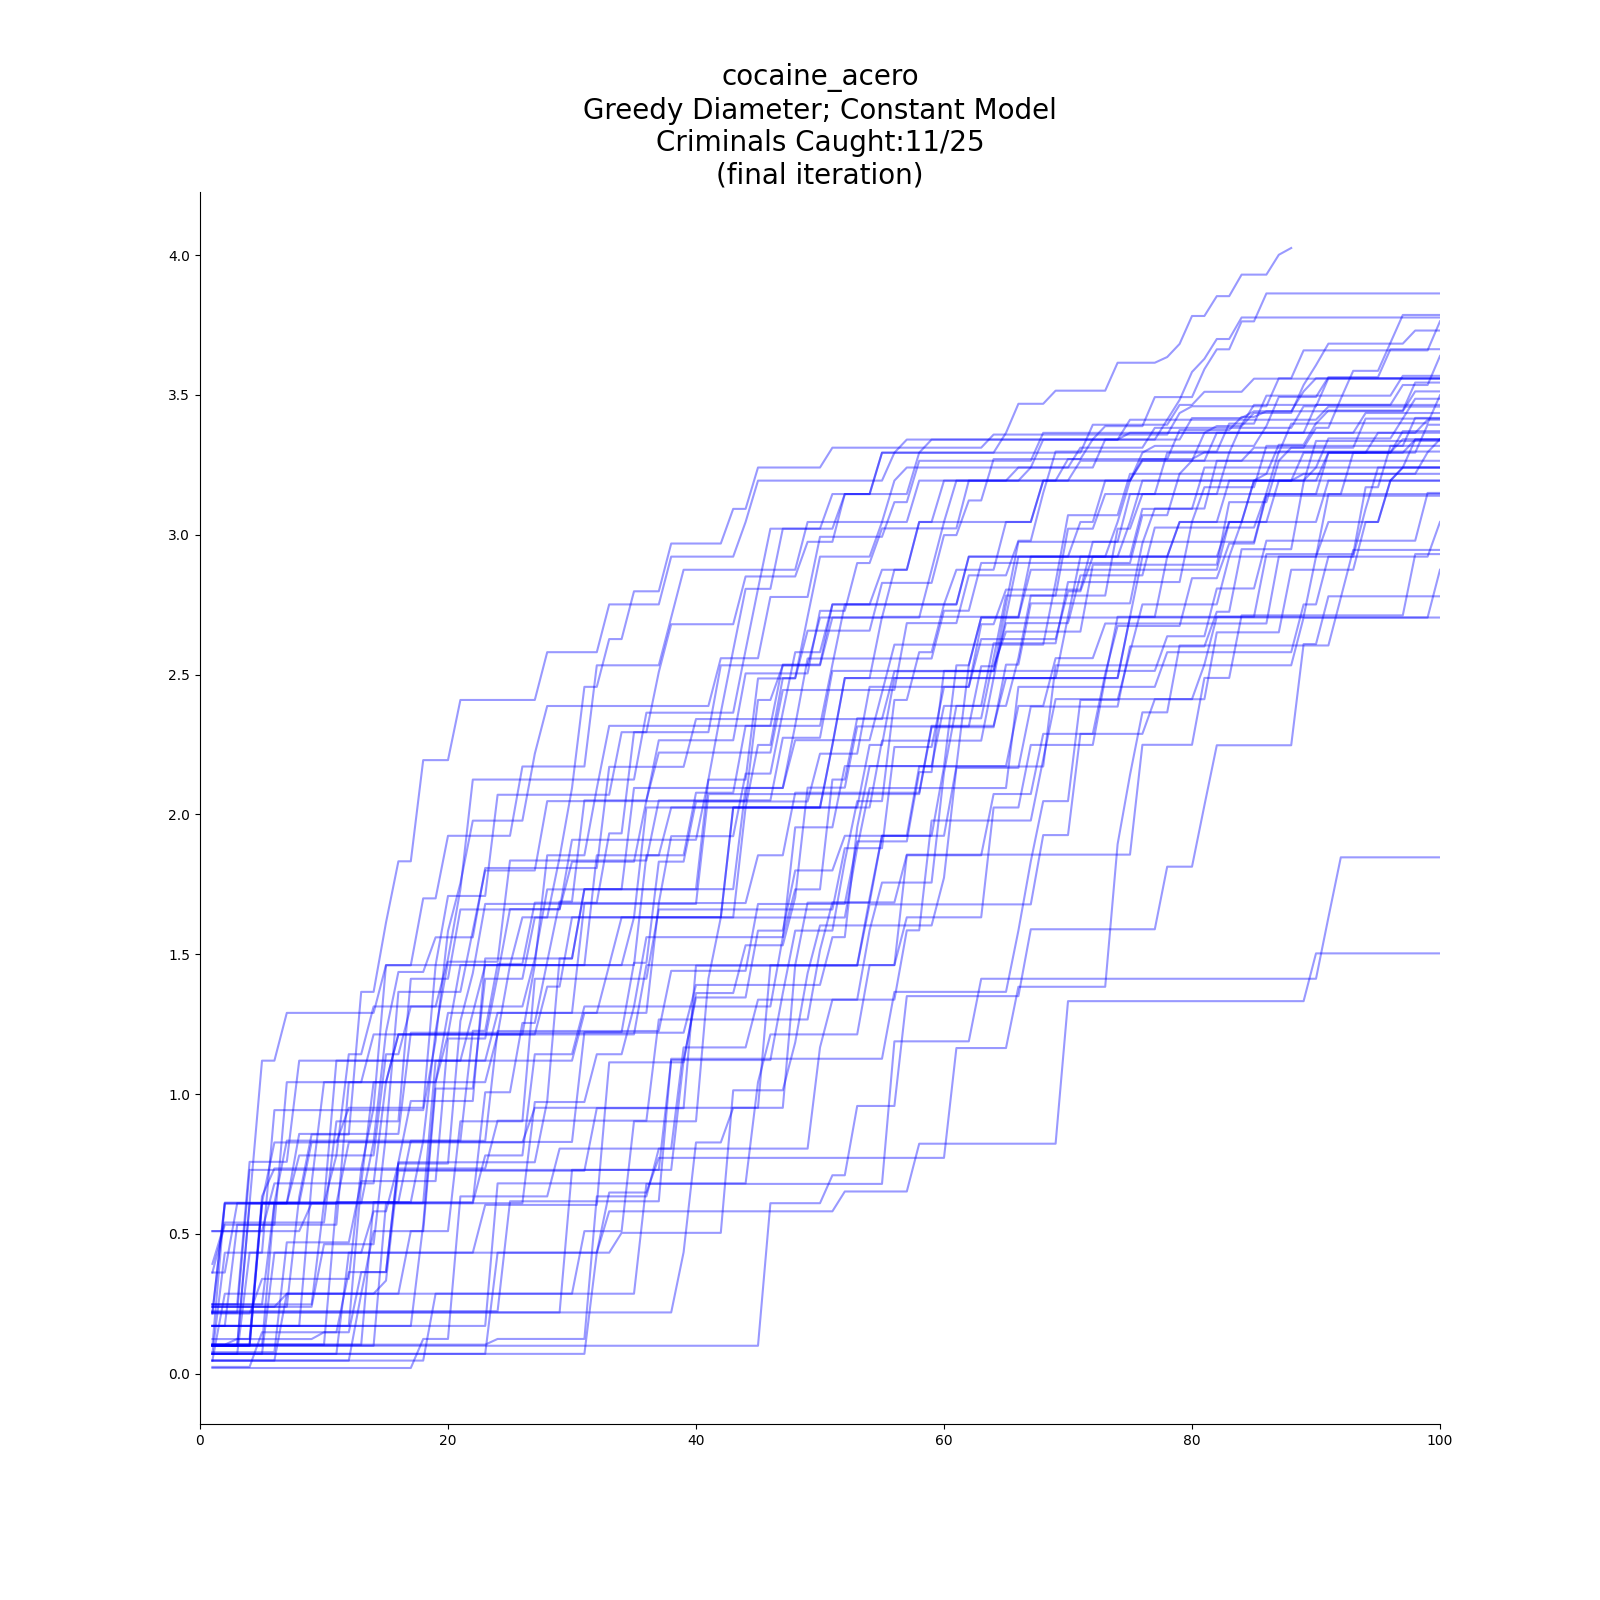 cocaine_acero
Greedy Diameter; Constant Model
Criminals Caught:11/25
(final iteration)
4.0
3.5
3.0
2.5
2.0
1.5
1.0
0.5
0.0
0 20 40 60 80 100